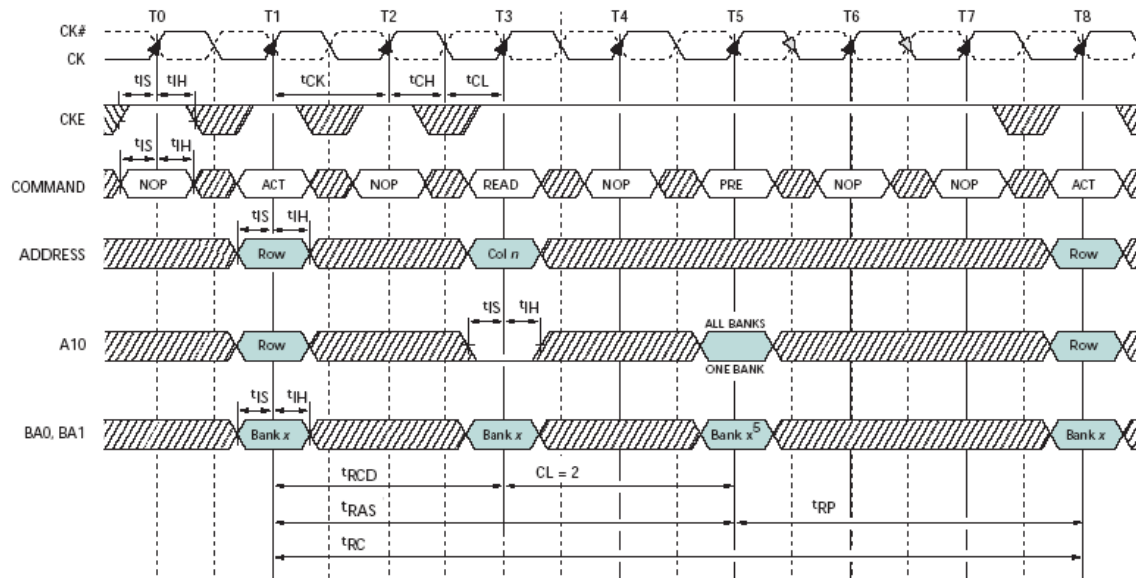 T0 T1 T2 T3 T4 T5 T6 T7 T8
CK#
CK
tIS tIH tCK tCH tCL
CKE
tIS tIH
COMMAND NOP ACT NOP READ NOP PRE NOP NOP ACT
tIS tIH
ADDRESS Row Col n Row
tIS tIH ALL BANKS
A10 Row Row
ONE BANK
tIS tIH
BA0, BA1 Bank x Bank x Bank x5 Bank x
tRCD CL = 2
tRAS tRP
tRC